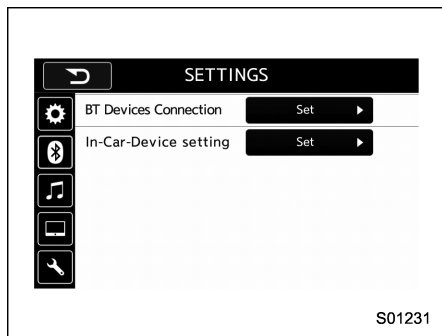 SETTINGS
BT Devices Connection Set
In-Car-Device setting Set
S01231